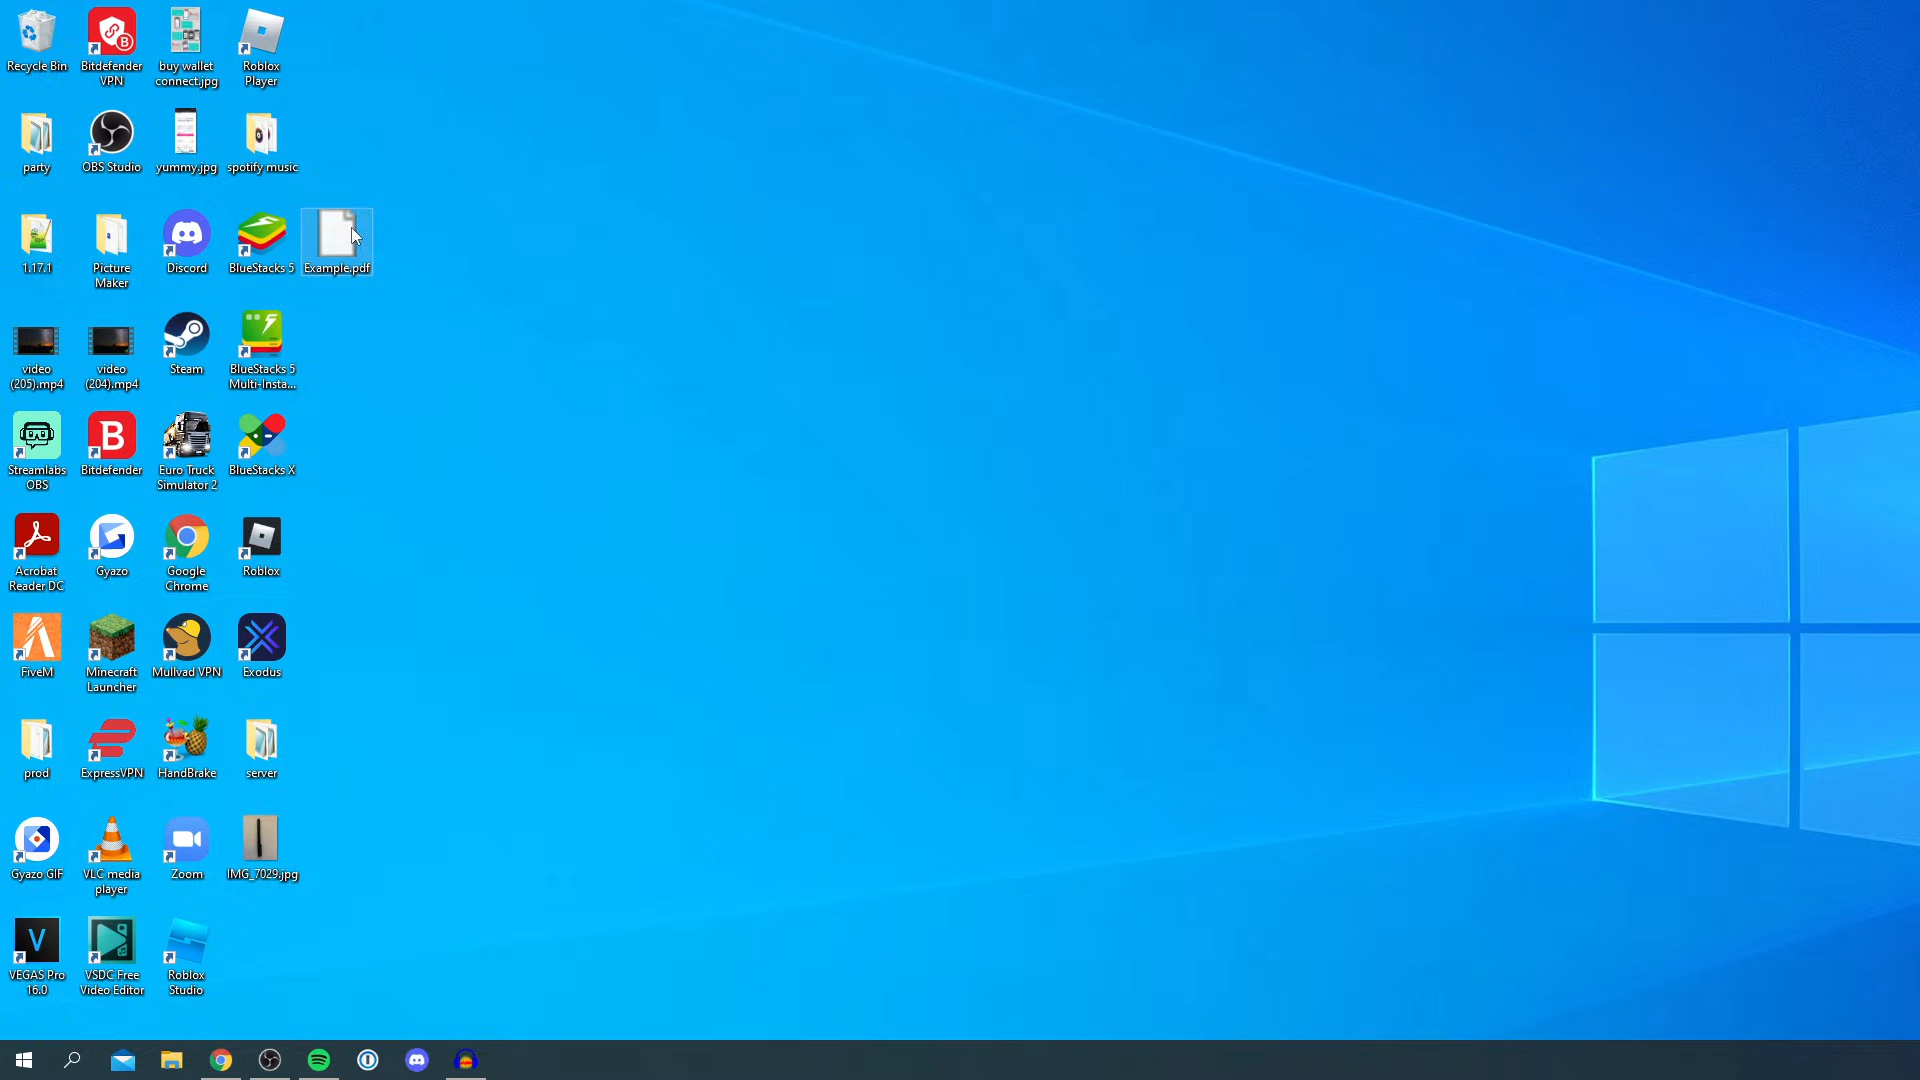 Recycle Bin
Bitdefender
VPN
buy wallet
connect.jpg
Roblox
Player
party
OBS Studio
yummy.jpg
spotify music
1.17.1
Picture
Maker
Discord
BlueStacks 5
Example.pdf
video
(205).mp4
video
(204).mp4
Steam
BlueStacks 5
Multi-Insta...
Streamlabs
OBS
Bitdefender
Euro Truck
Simulator 2
BlueStacks X
Acrobat
Reader DC
Gyazo
Google
Chrome
Roblox
FiveM
Minecraft
Launcher
Mullvad VPN
Exodus
prod
ExpressVPN
HandBrake
server
Gyazo GIF
VLC media
player
Zoom
IMG_7029.jpg
VEGAS Pro
16.0
VSDC Free
Video Editor
Roblox
Studio